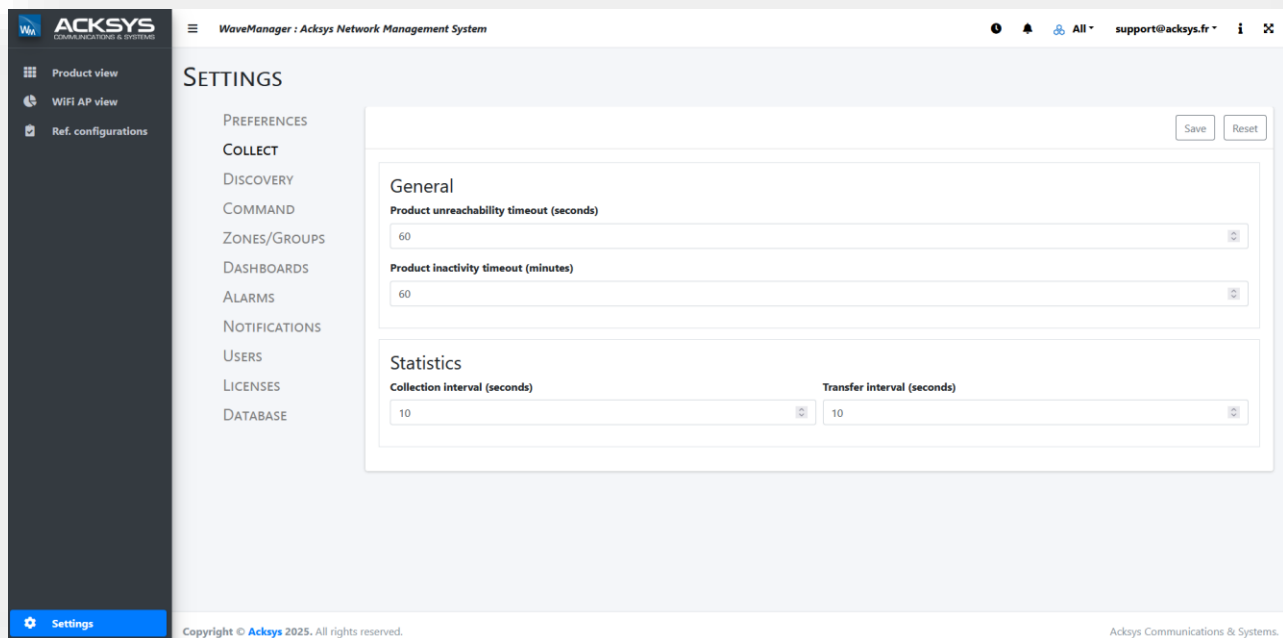 WM ACKSYS
COMMUNICATIONS & SYSTEMS
WaveManager : Acksys Network Management System
All
support@acksys.fr
i
Product view
WiFi AP view
Ref. configurations
Settings
SETTINGS
PREFERENCES
COLLECT
DISCOVERY
COMMAND
ZONES/GROUPS
DASHBOARDS
ALARMS
NOTIFICATIONS
USERS
LICENSES
DATABASE
Save Reset
General
Product unreachability timeout (seconds)
60
Product inactivity timeout (minutes)
60
Statistics
Collection interval (seconds) Transfer interval (seconds)
10 10
Copyright © Acksys 2025. All rights reserved. Acksys Communications & Systems.